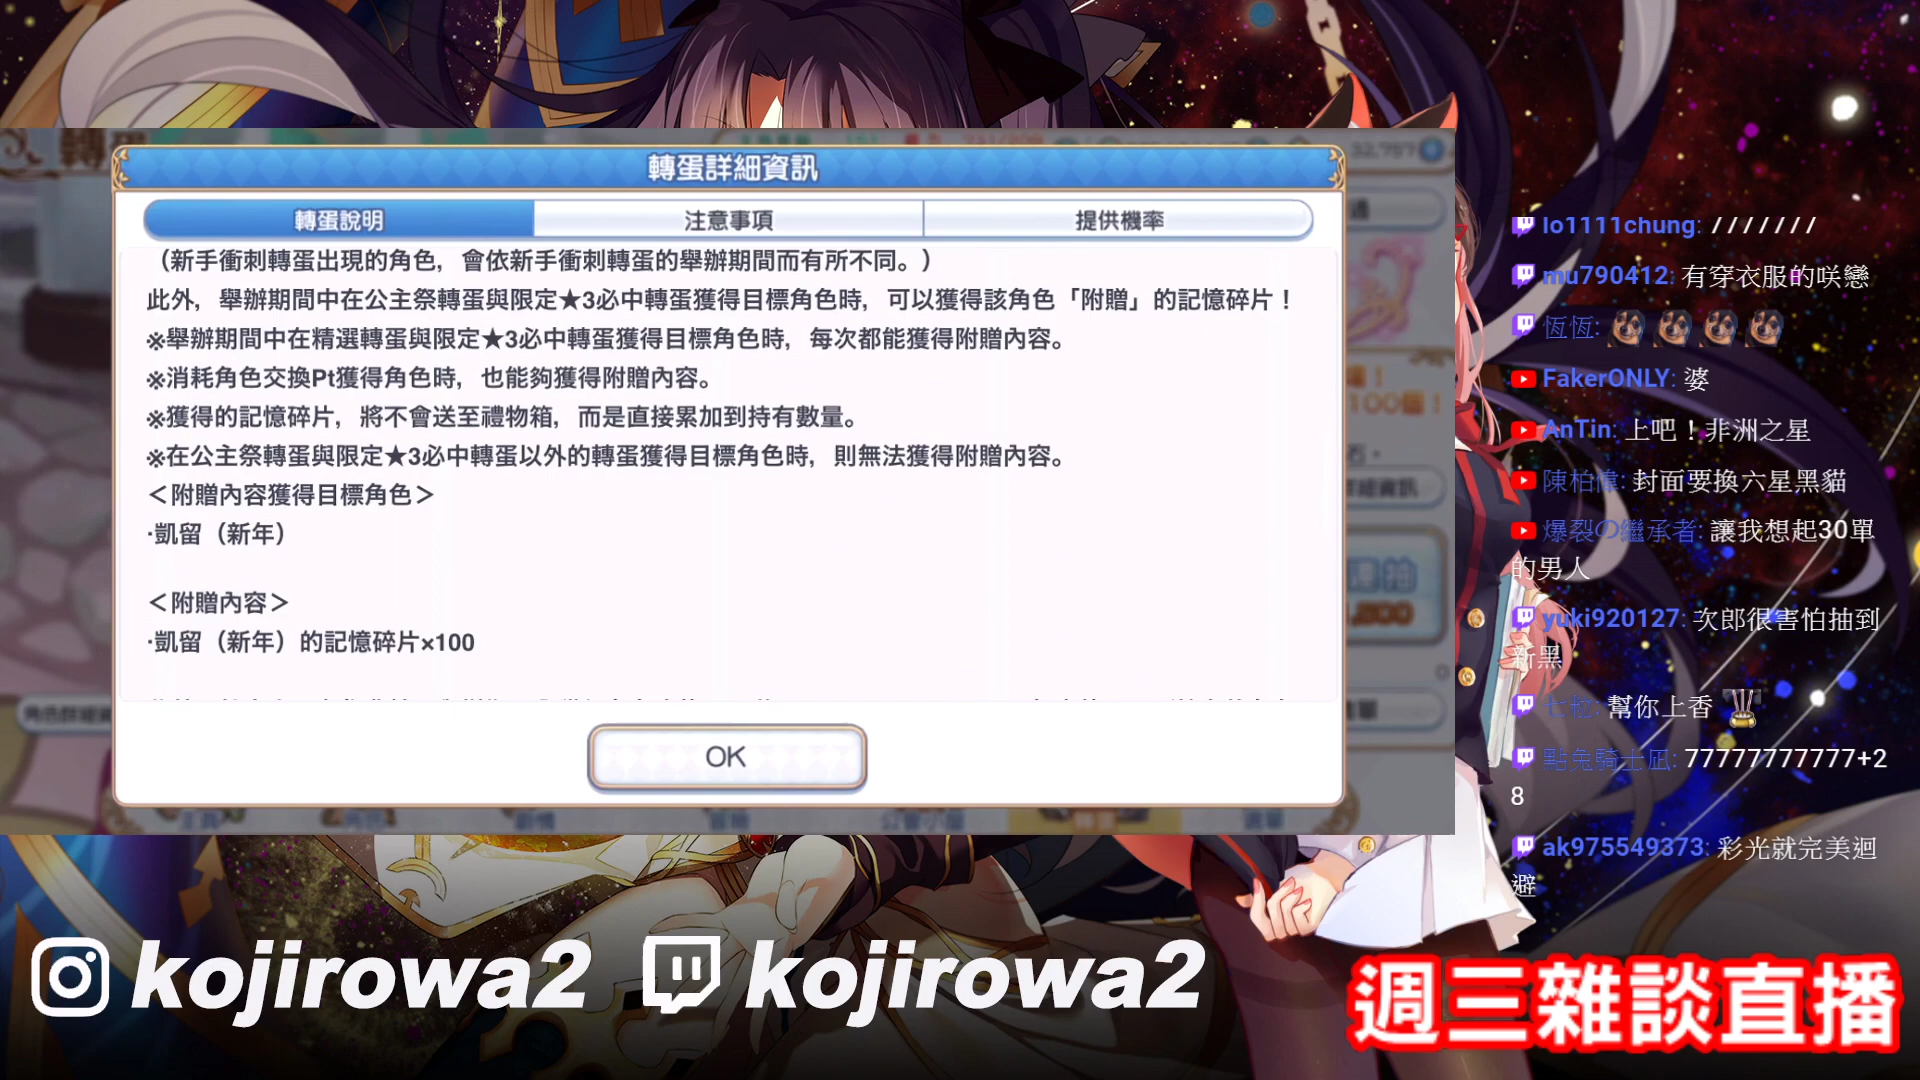 轉蛋詳細資訊
轉蛋說明
注意事項
提供機率
（新手衝刺轉蛋出現的角色，會依新手衝刺轉蛋的舉辦期間而有所不同。）
此外，舉辦期間中在公主祭轉蛋與限定★3必中轉蛋獲得目標角色時，可以獲得該角色「附贈」的記憶碎片！
※舉辦期間中在精選轉蛋與限定★3必中轉蛋獲得目標角色時，每次都能獲得附贈內容。
※消耗角色交換Pt獲得角色時，也能夠獲得附贈內容。
※獲得的記憶碎片，將不會送至禮物箱，而是直接累加到持有數量。
※在公主祭轉蛋與限定★3必中轉蛋以外的轉蛋獲得目標角色時，則無法獲得附贈內容。
＜附贈內容獲得目標角色＞
·凱留（新年）
＜附贈內容＞
·凱留（新年）的記憶碎片×100
OK
lo1111chung: ///////
mu790412: 有穿衣服的咲戀
恆恆:
FakerONLY: 婆
AnTin: 上吧！非洲之星
陳柏偉: 封面要換六星黑貓
爆裂の繼承者: 讓我想起30單
的男人
yuki920127: 次郎很害怕抽到
新黑
七松: 幫你上香
點兔騎士凪: 77777777777+2
8
ak975549373: 彩光就完美迴
避
kojirowa2
kojirowa2
週三雜談直播